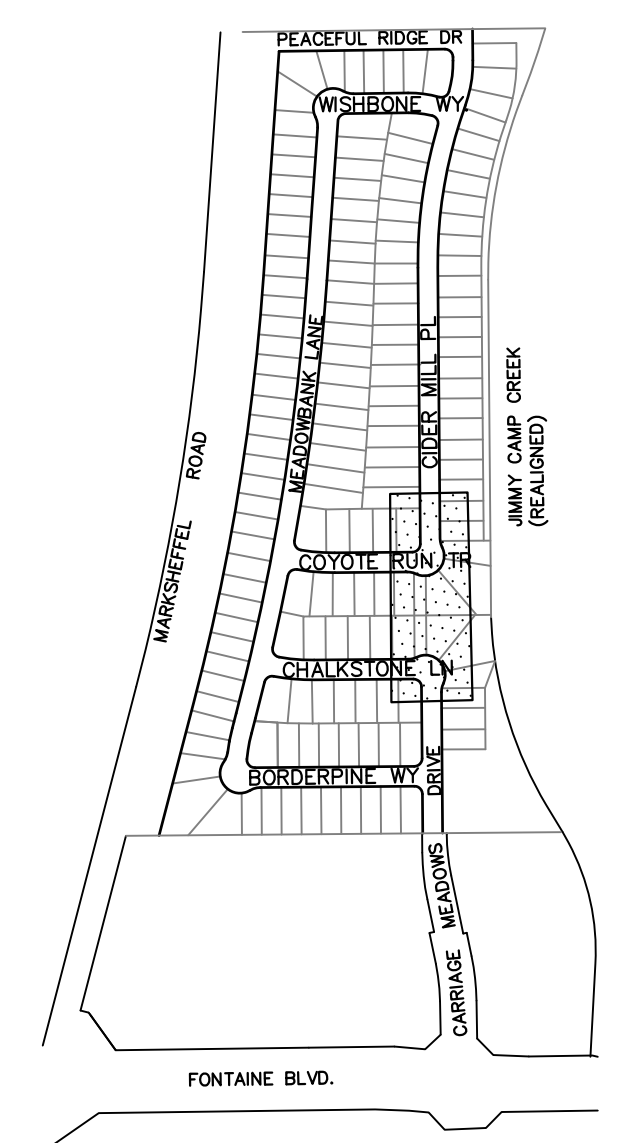 PEACEFUL RIDGE DR
WISHBONE WY.
MEADOWBANK LANE
CIDER MILL PL
JIMMY CAMP CREEK
(REALIGNED)
MARKSHEFFEL ROAD
COYOTE RUN TR
CHALKSTONE LN
BORDERPINE WY
CARRIAGE MEADOWS DRIVE
FONTAINE BLVD.